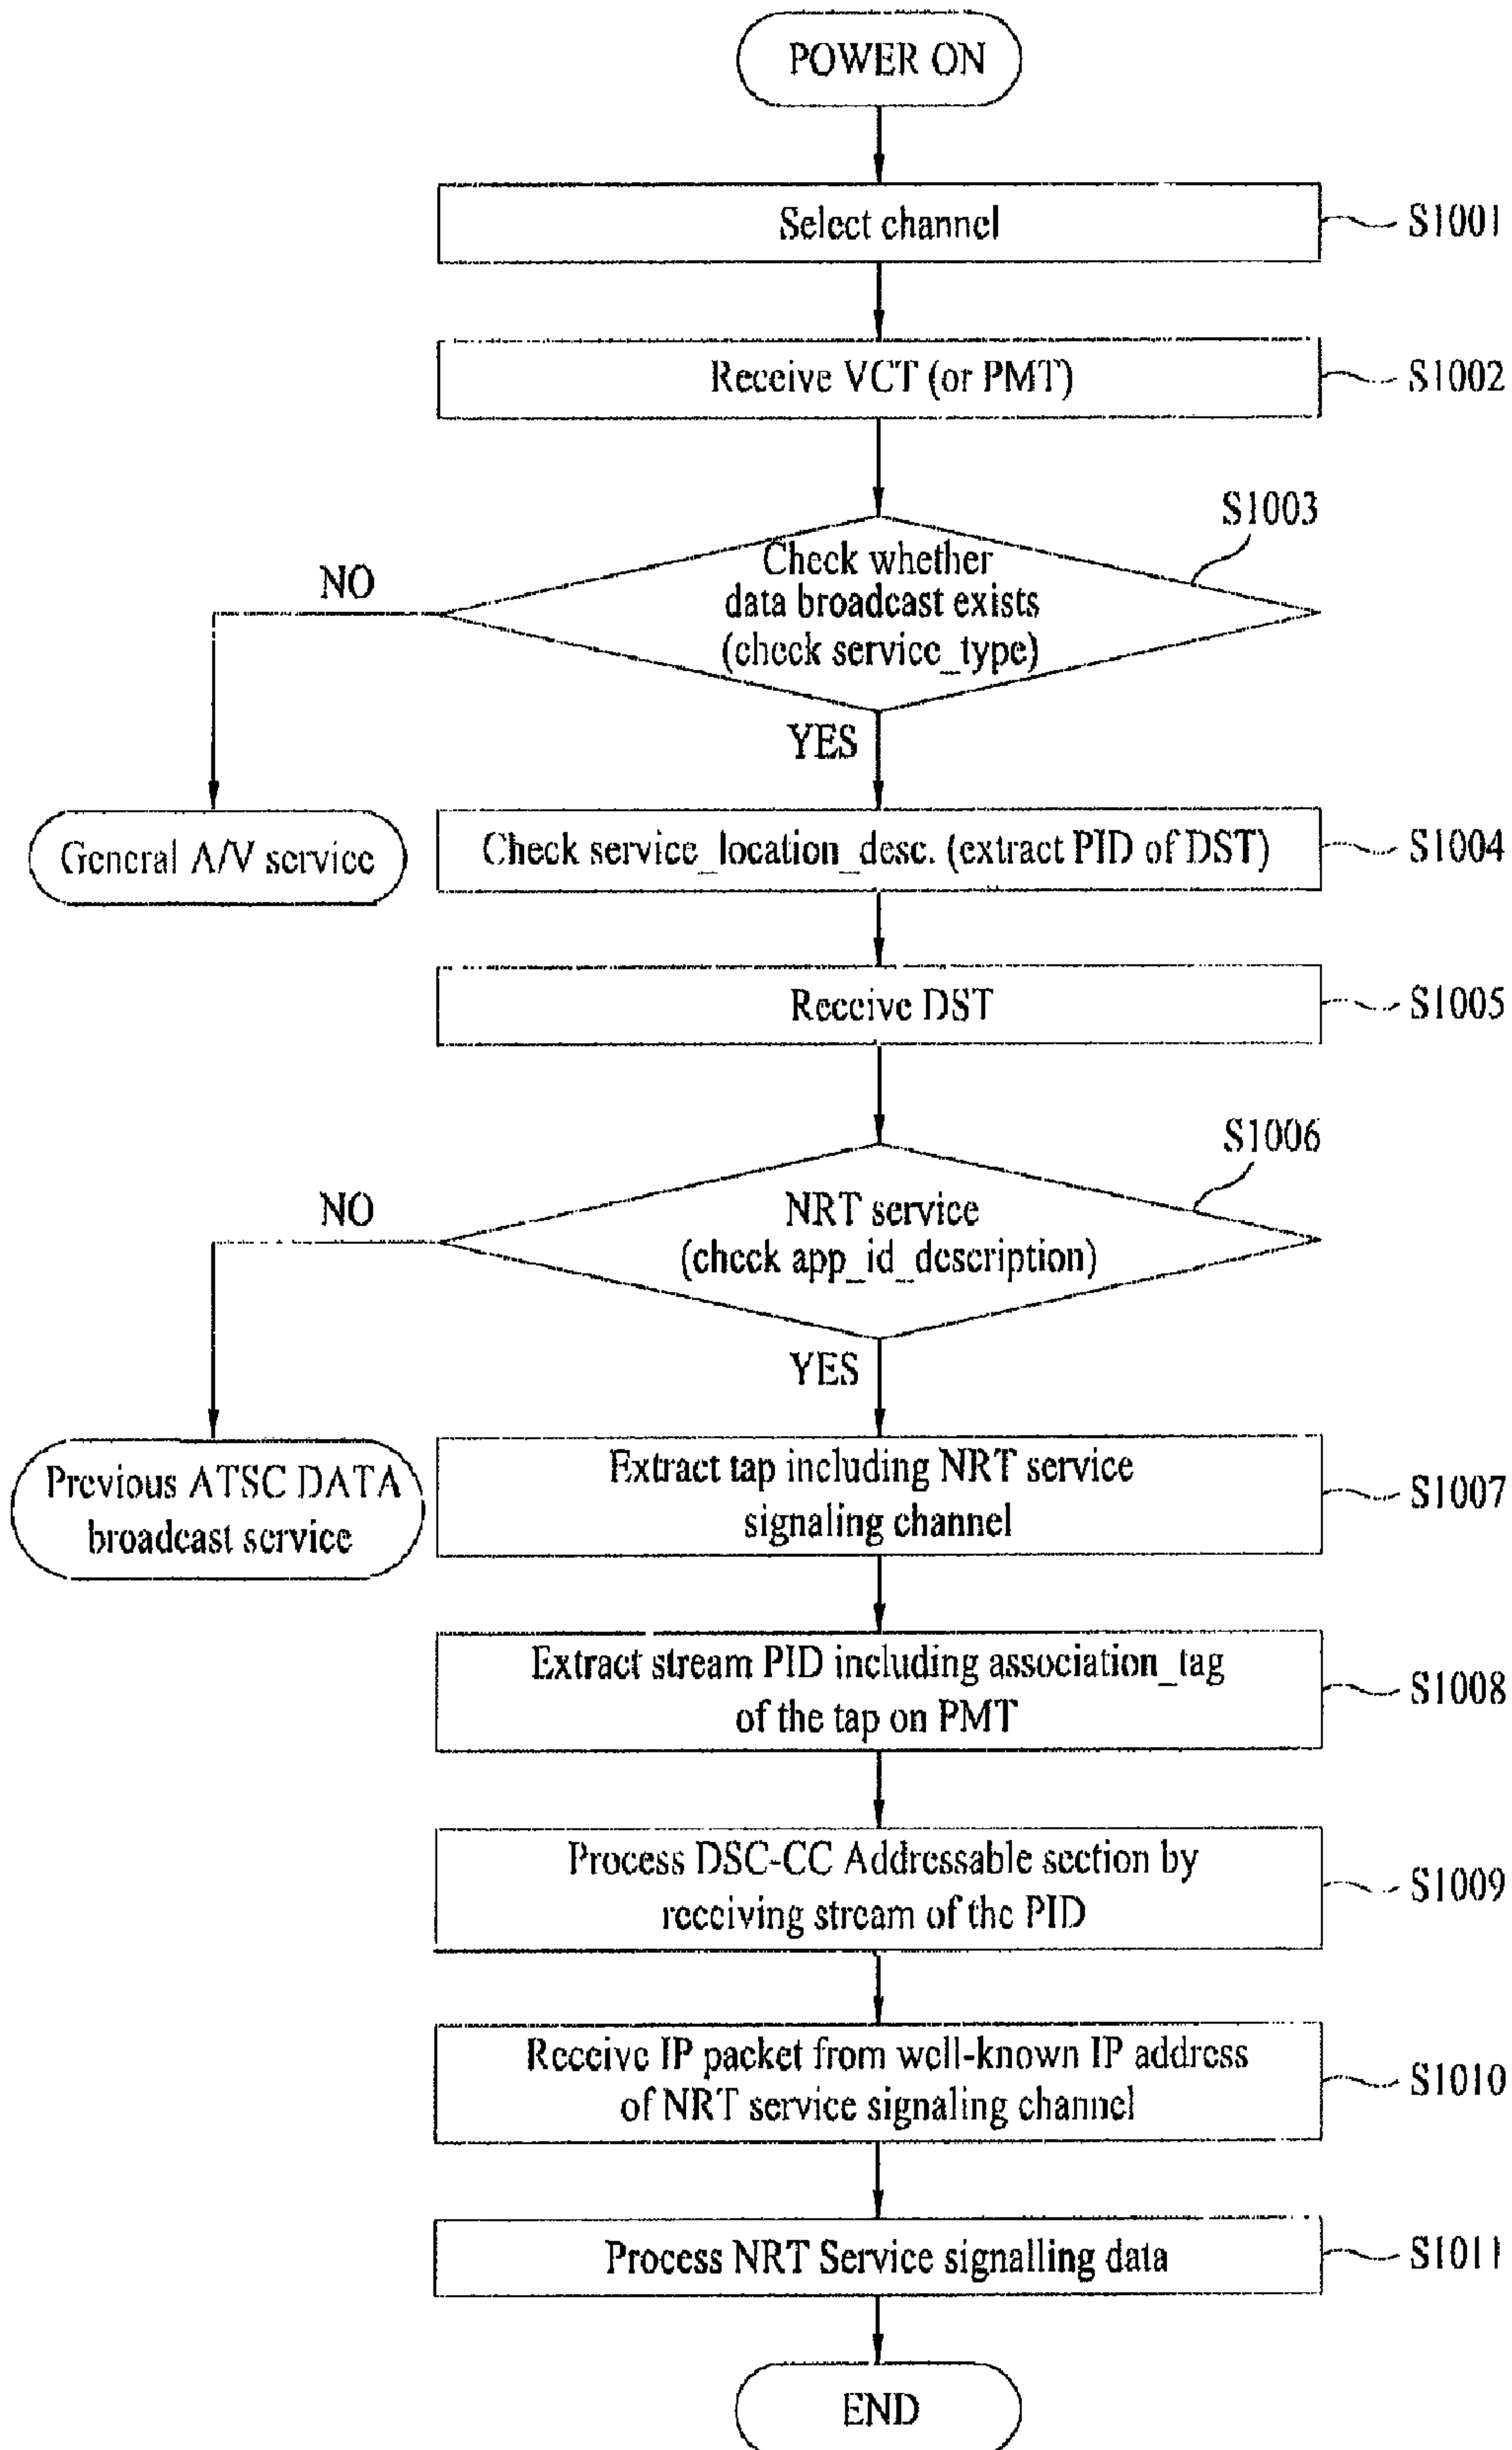 POWER ON
Select channel
S1001
Receive VCT (or PMT)
S1002
S1003
Check whether
data broadcast exists
(check service_type)
NO
YES
General A/V service
Check service_location_desc. (extract PID of DST)
S1004
Receive DST
S1005
S1006
NRT service
(check app_id_description)
NO
YES
Previous ATSC DATA
broadcast service
Extract tap including NRT service
signaling channel
S1007
Extract stream PID including association_tag
of the tap on PMT
S1008
Process DSC-CC Addressable section by
receiving stream of the PID
S1009
Receive IP packet from well-known IP address
of NRT service signaling channel
S1010
Process NRT Service signalling data
S1011
END